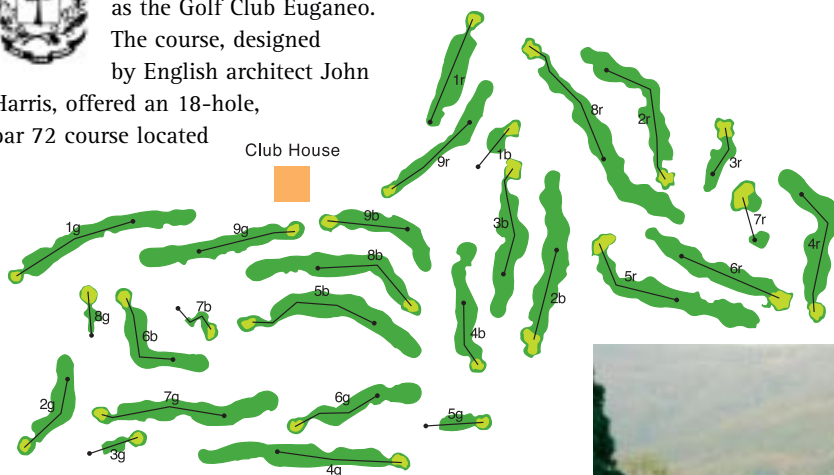 as the Golf Club Euganeo.
The course, designed
by English architect John
Harris, offered an 18-hole,
par 72 course located
Club House
1r
8r
2r
9r
1b
3r
7r
4r
1g
9g
9b
3b
8b
6r
5r
2b
5b
8g
7b
6b
4b
2g
7g
6g
5g
3g
4g